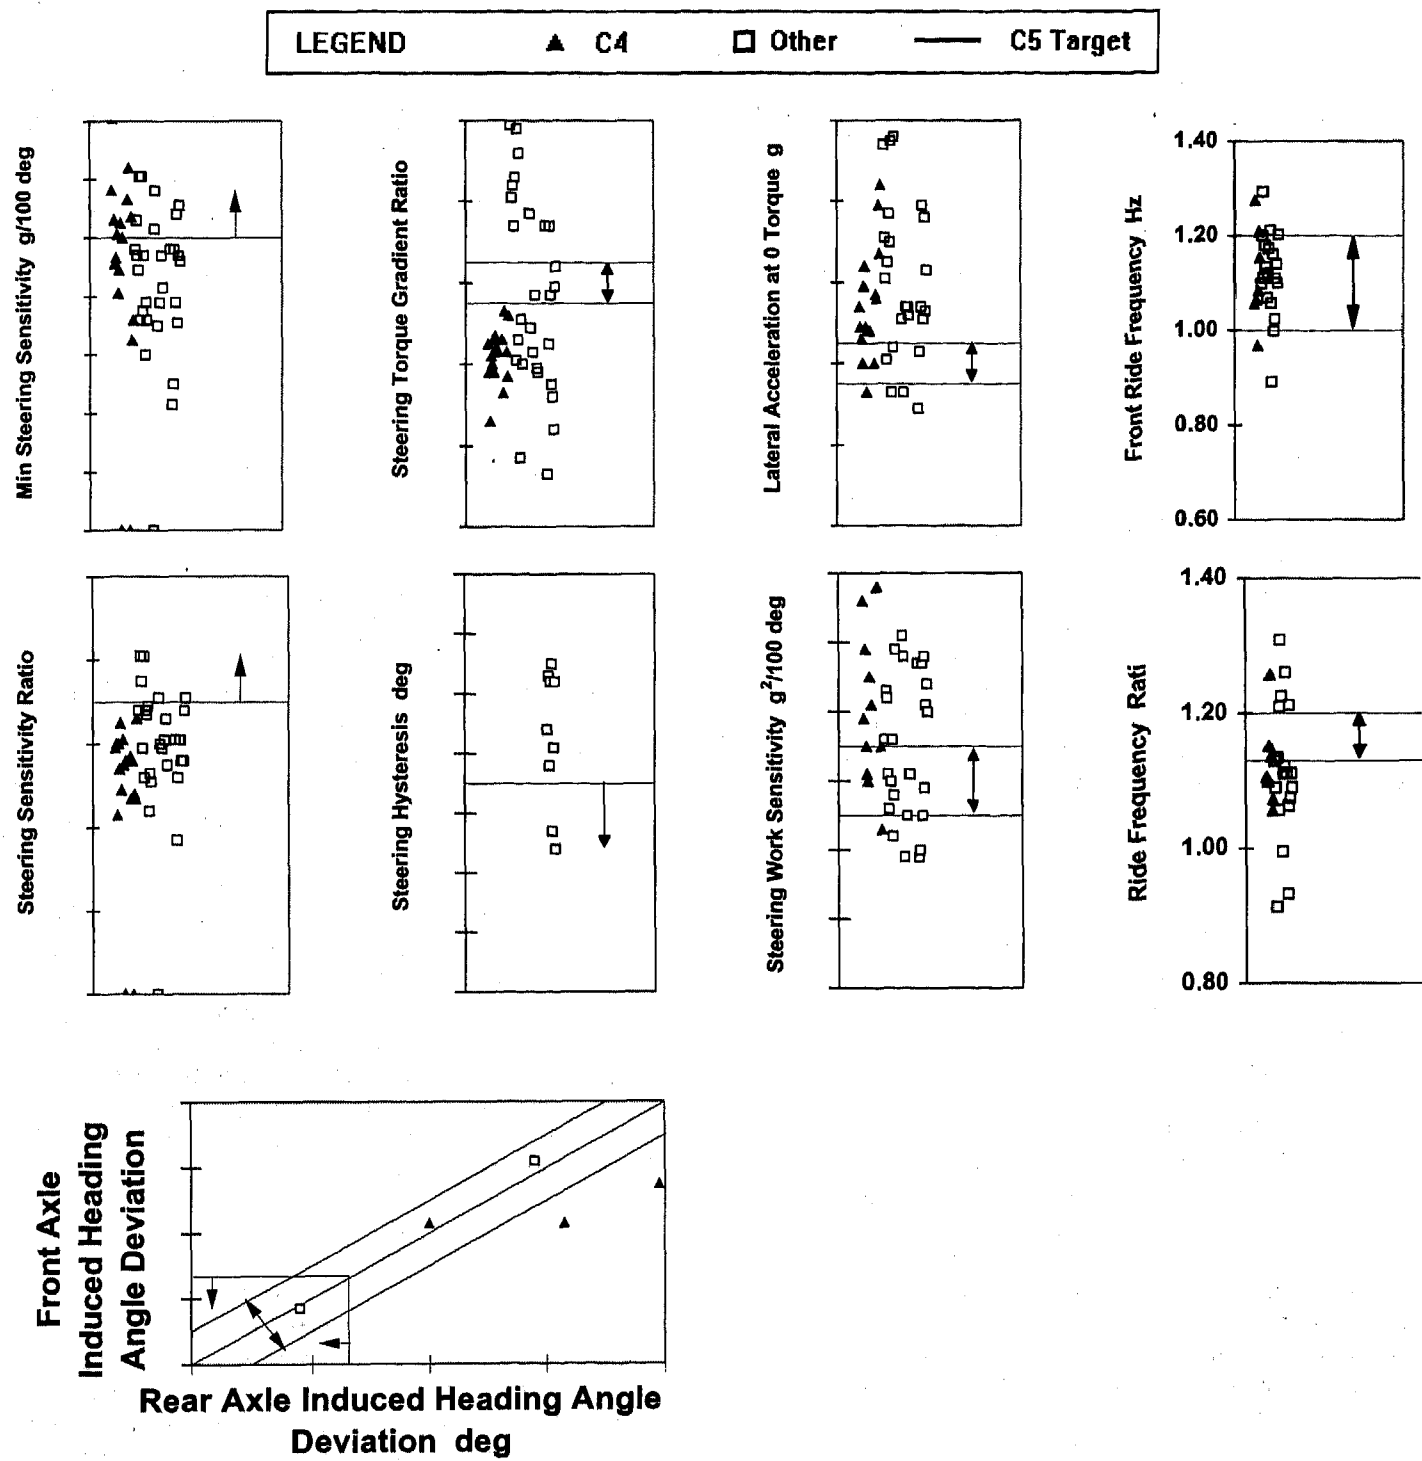 LEGEND C4 Other C5 Target
Min Steering Sensitivity g/100 deg
Steering Torque Gradient Ratio
Lateral Acceleration at 0 Torque g
Front Ride Frequency Hz
1.40
1.20
1.00
0.80
0.60
Steering Sensitivity Ratio
Steering Hysteresis deg
Steering Work Sensitivity g²/100 deg
Ride Frequency Rati
1.40
1.20
1.00
0.80
Front Axle
Induced Heading
Angle Deviation
Rear Axle Induced Heading Angle
Deviation deg